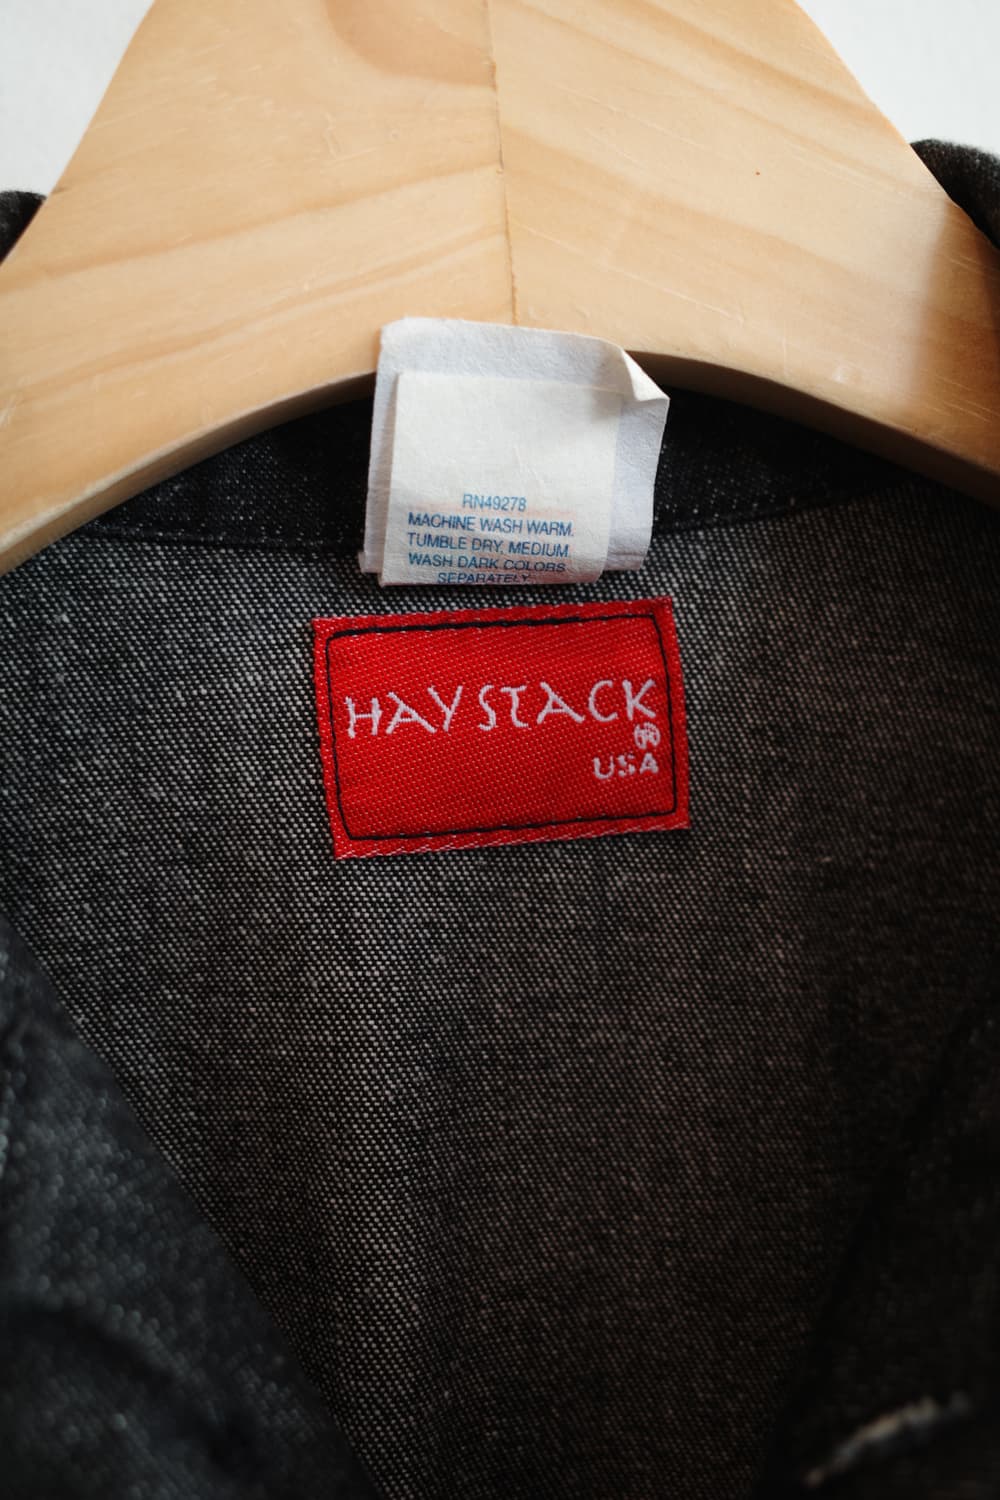 RN49278
MACHINE WASH WARM.
TUMBLE DRY, MEDIUM.
WASH DARK COLORS
SEPARATELY.
HAYSTACK
®
USA